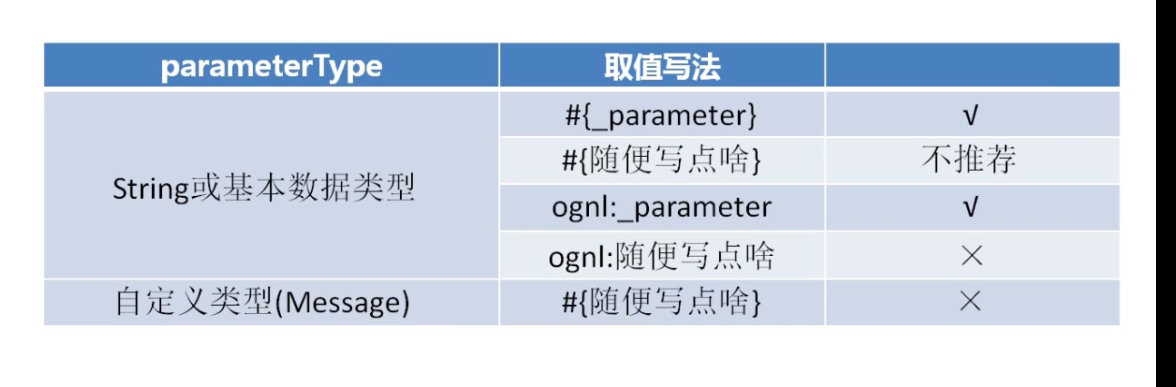 parameterType 取值写法
#{_parameter} √
#{随便写点啥} 不推荐
String或基本数据类型
ognl:_parameter √
ognl:随便写点啥 ×
自定义类型(Message) #{随便写点啥} ×